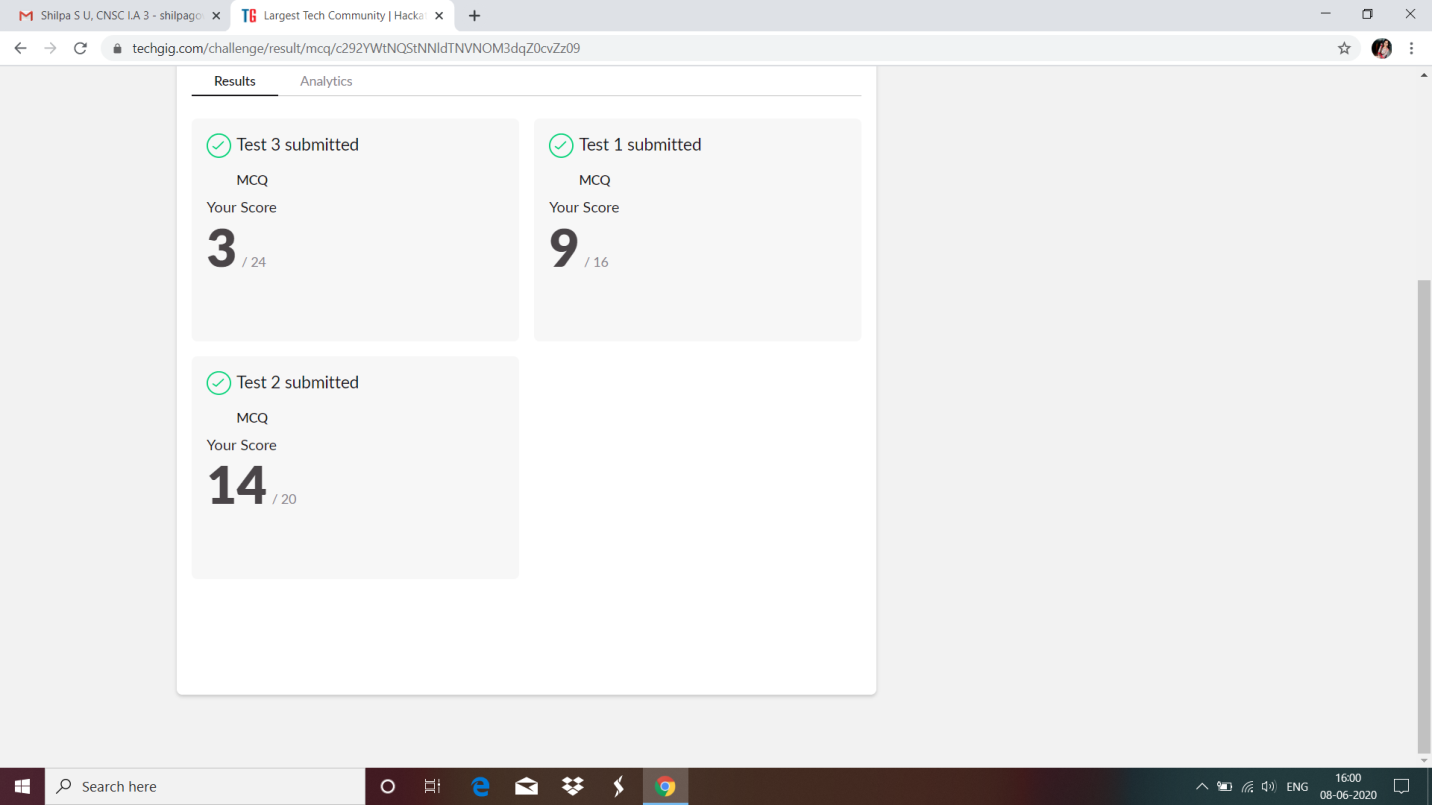 Shilpa S U, CNSC I.A 3 - shilpago
TG Largest Tech Community | Hacka
techgig.com/challenge/result/mcq/c292YWtNQStNNldTNVNOM3dqZ0cvZz09
Results Analytics
Test 3 submitted
MCQ
Your Score
3 / 24
Test 1 submitted
MCQ
Your Score
9 / 16
Test 2 submitted
MCQ
Your Score
14 / 20
Search here
ENG
16:00
08-06-2020